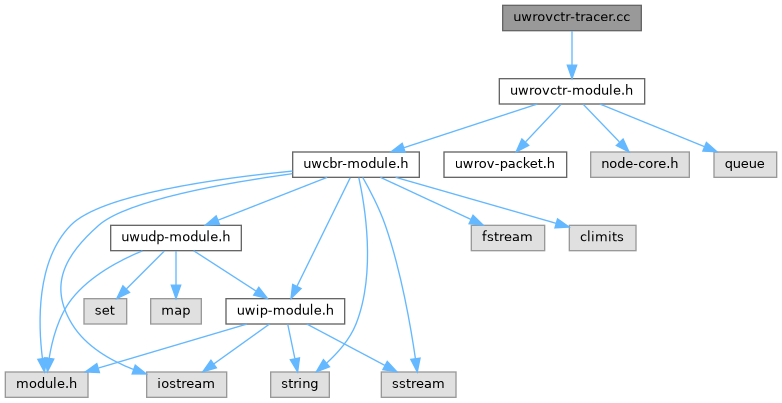 uwrovctr-tracer.cc
uwrovctr-module.h
uwcbr-module.h
uwrov-packet.h
node-core.h
queue
uwudp-module.h
fstream
climits
set
map
uwip-module.h
module.h
iostream
string
sstream